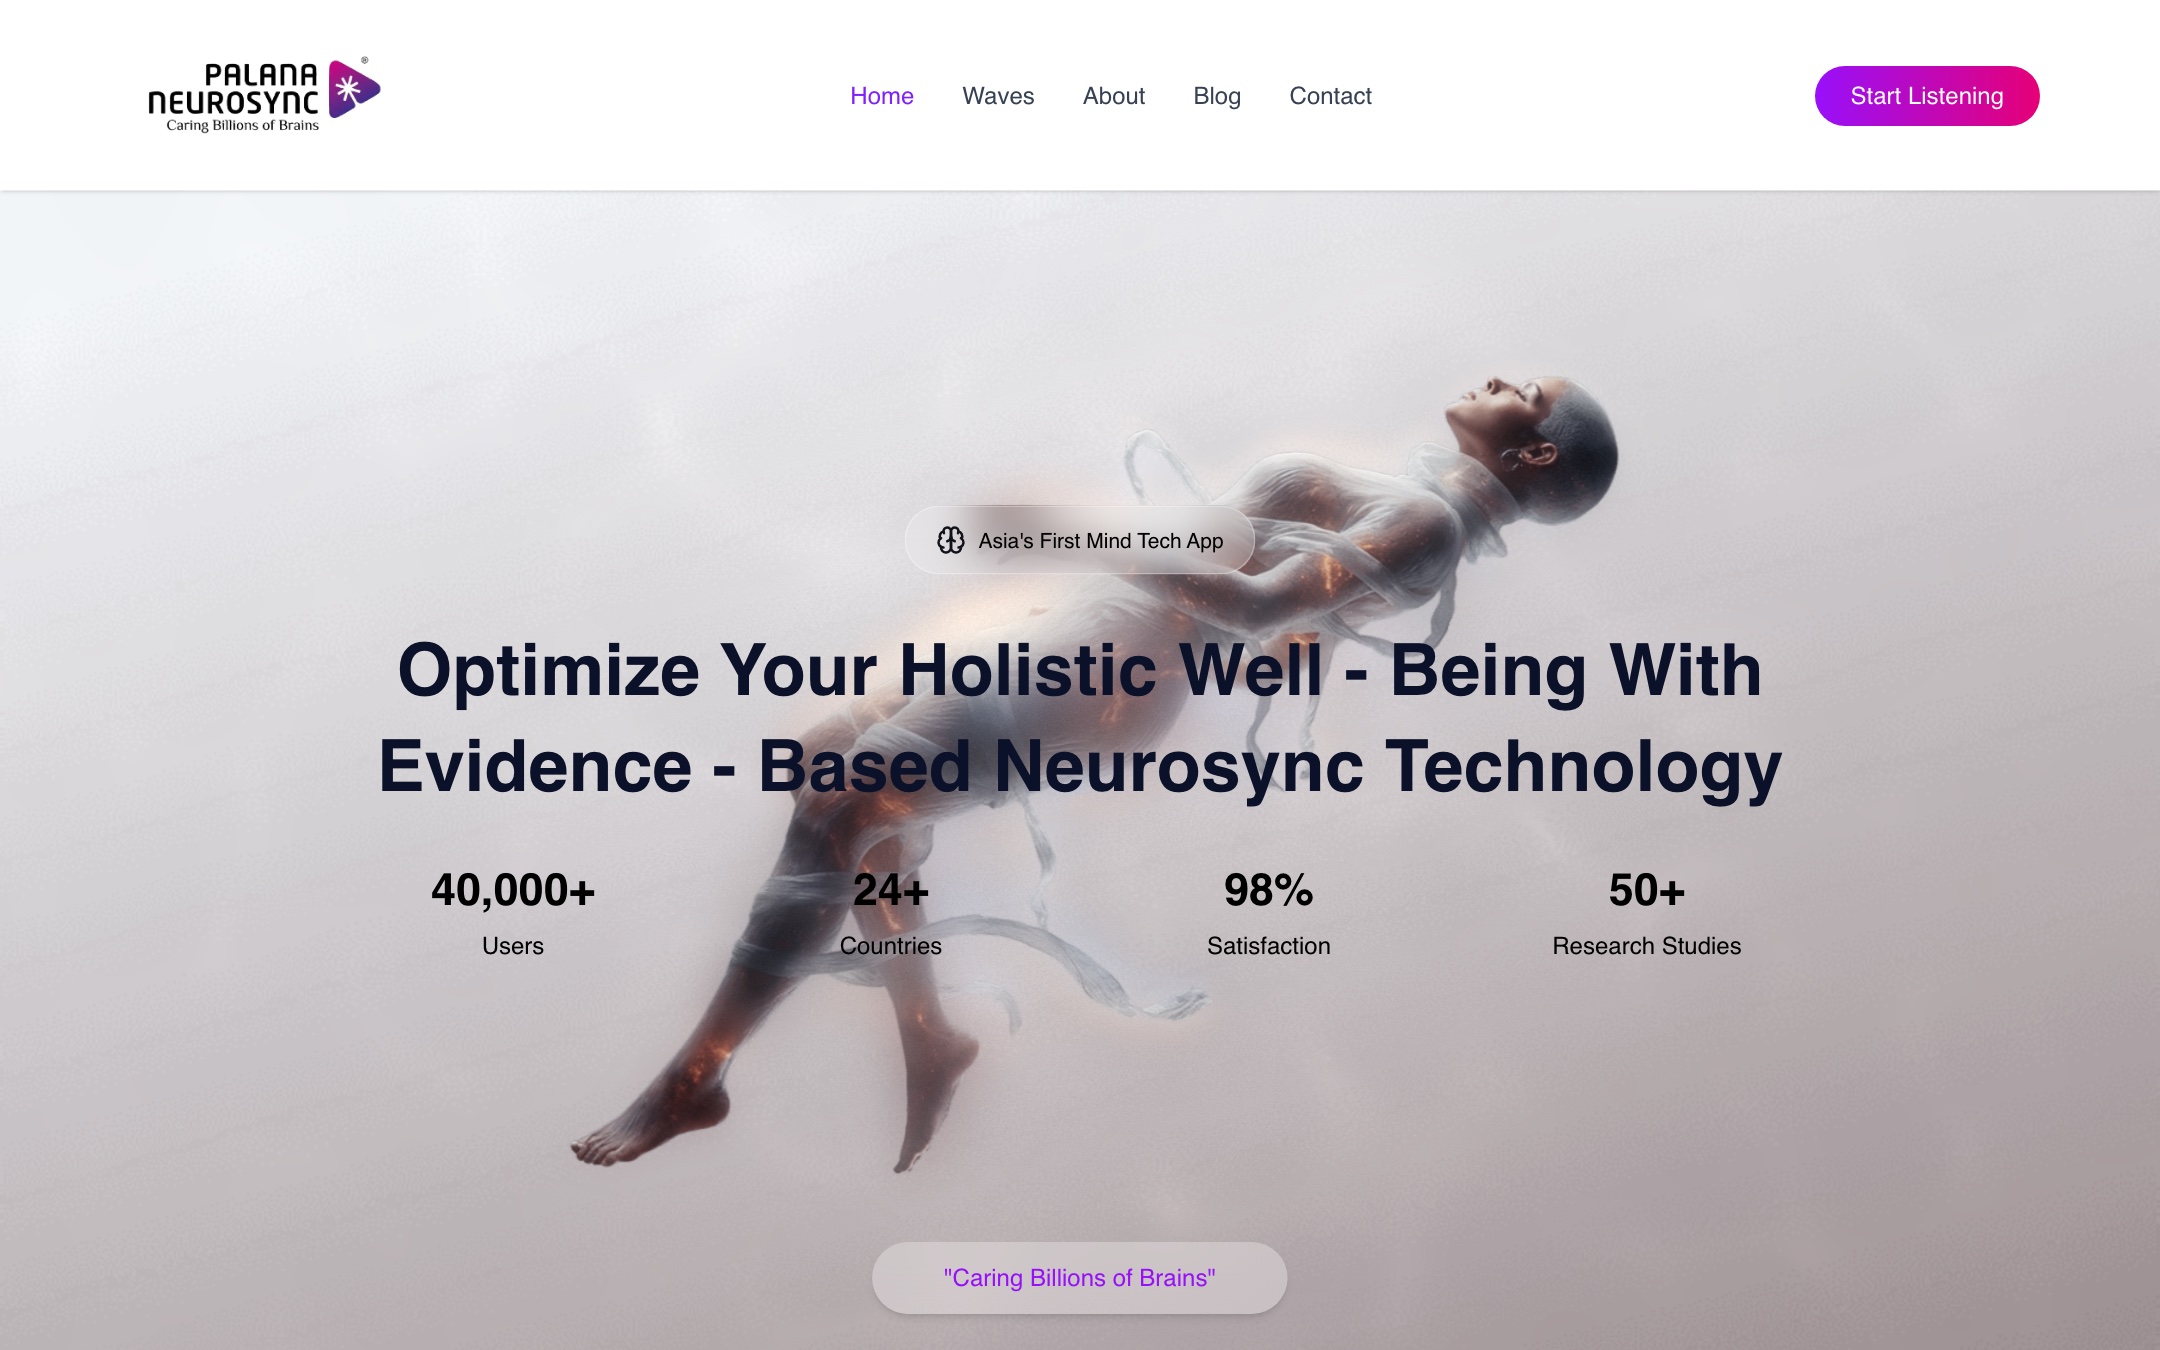 PALANA ®
NEUROSYNC
Caring Billions of Brains
Home
Waves
About
Blog
Contact
Start Listening
Asia's First Mind Tech App
Optimize Your Holistic Well - Being With
Evidence - Based Neurosync Technology
40,000+
Users
24+
Countries
98%
Satisfaction
50+
Research Studies
"Caring Billions of Brains"